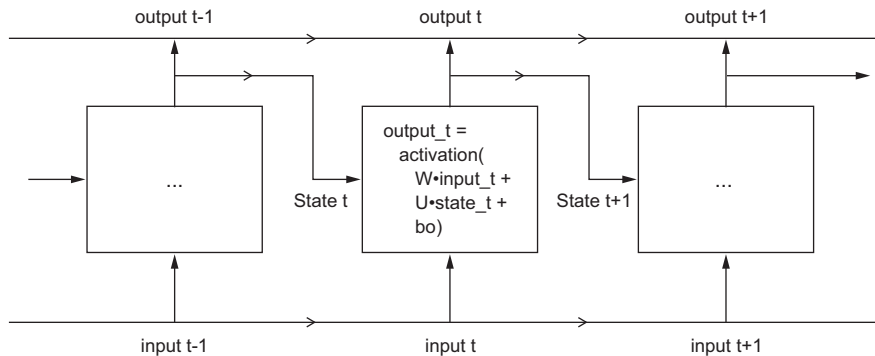 output t-1
output t
output t+1
...
output_t =
activation(
W•input_t +
U•state_t +
bo)
...
State t
State t+1
input t-1
input t
input t+1